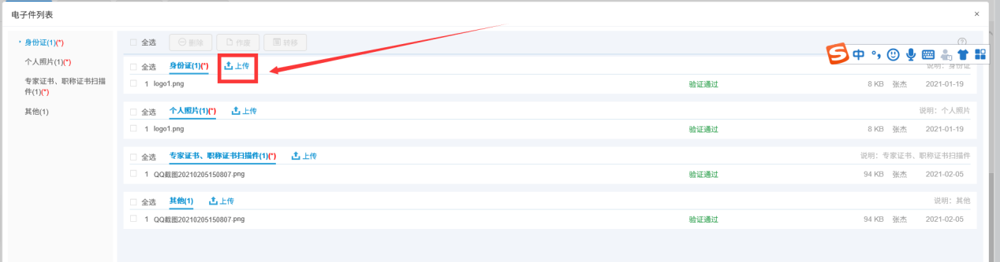 电子件列表
×
身份证(1)(*)
个人照片(1)(*)
专家证书、职称证书扫描
件(1)(*)
其他(1)
全选 删除 作废 转移
全选 身份证(1)(*) 上传 说明：身份证
1 logo1.png 验证通过 8 KB 张杰 2021-01-19
全选 个人照片(1)(*) 上传 说明：个人照片
1 logo1.png 验证通过 8 KB 张杰 2021-01-19
全选 专家证书、职称证书扫描件(1)(*) 上传 说明：专家证书、职称证书扫描件
1 QQ截图20210205150807.png 验证通过 94 KB 张杰 2021-02-05
全选 其他(1) 上传 说明：其他
1 QQ截图20210205150807.png 验证通过 94 KB 张杰 2021-02-05
S 中 °,